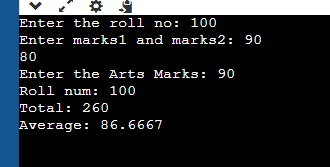 Enter the roll no: 100
Enter marks1 and marks2: 90
80
Enter the Arts Marks: 90
Roll num: 100
Total: 260
Average: 86.6667